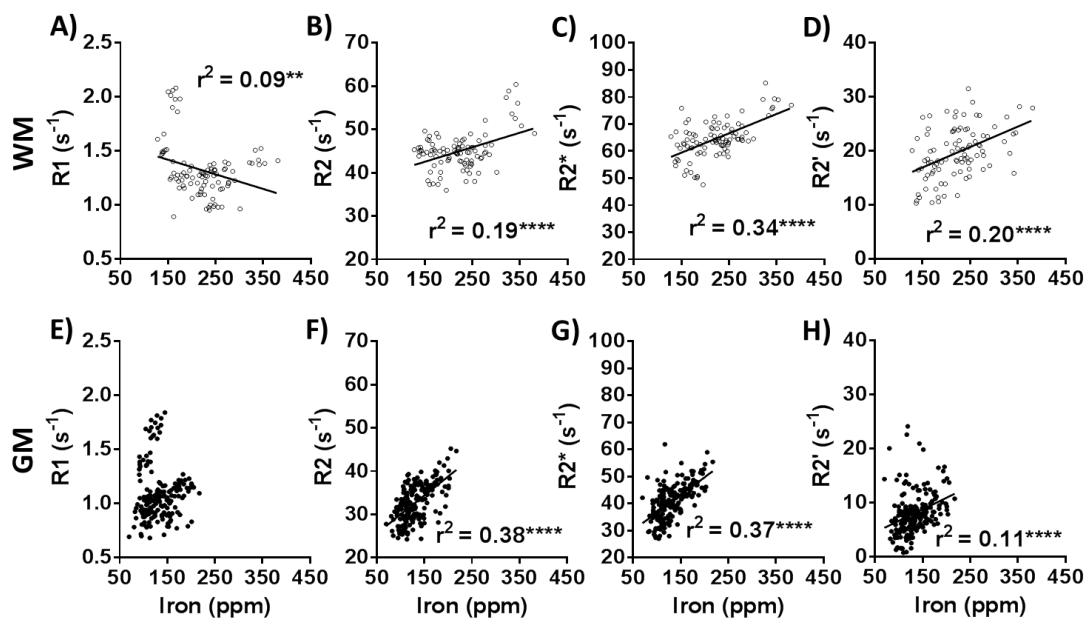 A)
B)
C)
D)
WM
R1 (s⁻¹)
2.5
2.0
1.5
1.0
0.5
r² = 0.09**
50 150 250 350 450
R2 (s⁻¹)
70
60
50
40
30
20
r² = 0.19****
50 150 250 350 450
R2* (s⁻¹)
100
90
80
70
60
50
40
30
20
r² = 0.34****
50 150 250 350 450
R2' (s⁻¹)
40
30
20
10
0
r² = 0.20****
50 150 250 350 450
E)
F)
G)
H)
GM
R1 (s⁻¹)
2.5
2.0
1.5
1.0
0.5
50 150 250 350 450
Iron (ppm)
R2 (s⁻¹)
70
60
50
40
30
20
r² = 0.38****
50 150 250 350 450
Iron (ppm)
R2* (s⁻¹)
100
90
80
70
60
50
40
30
20
r² = 0.37****
50 150 250 350 450
Iron (ppm)
R2' (s⁻¹)
40
30
20
10
0
r² = 0.11****
50 150 250 350 450
Iron (ppm)